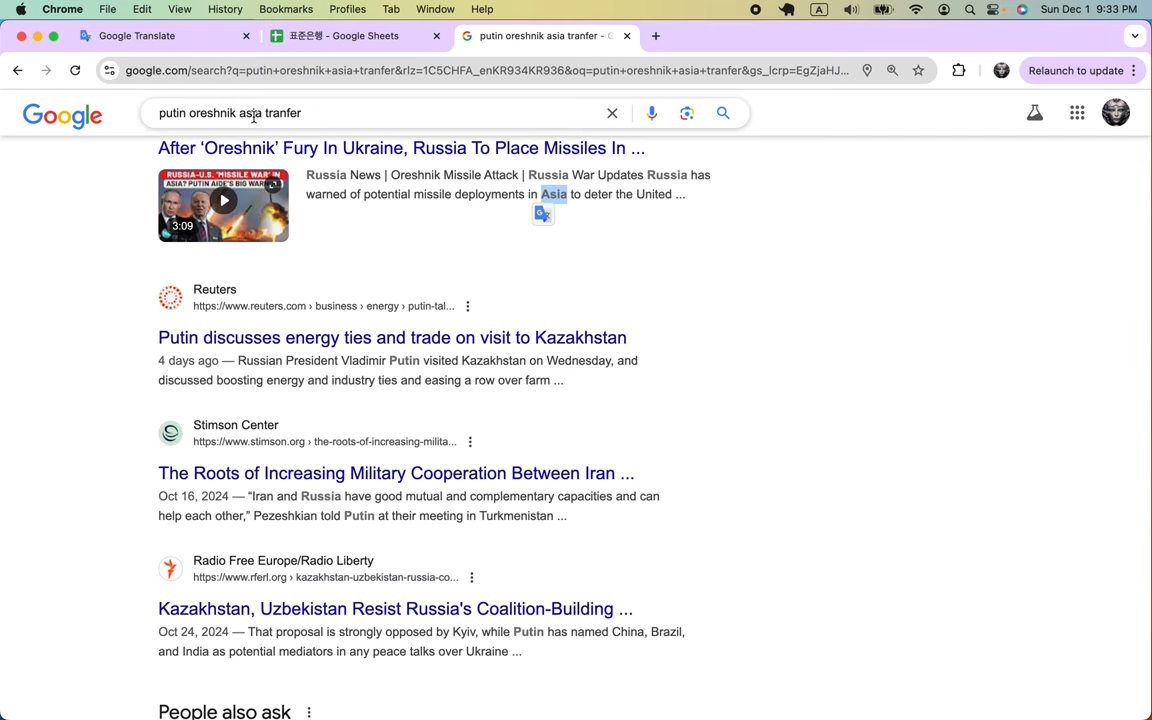 Chrome File Edit View History Bookmarks Profiles Tab Window Help A Sun Dec 1 9:33 PM
Google Translate
표준은행 - Google Sheets
putin oreshnik asia tranfer - G
google.com/search?q=putin+oreshnik+asia+tranfer&rlz=1C5CHFA_enKR934KR936&oq=putin+oreshnik+asia+tranfer&gs_lcrp=EgZjaHJ...
Relaunch to update
Google
putin oreshnik asia tranfer
After ‘Oreshnik’ Fury In Ukraine, Russia To Place Missiles In ...
RUSSIA-U.S. 'MISSILE WAR' IN
ASIA? PUTIN AIDE'S BIG WARN
3:09
Russia News | Oreshnik Missile Attack | Russia War Updates Russia has
warned of potential missile deployments in Asia to deter the United ...
Reuters
https://www.reuters.com › business › energy › putin-tal...
Putin discusses energy ties and trade on visit to Kazakhstan
4 days ago — Russian President Vladimir Putin visited Kazakhstan on Wednesday, and
discussed boosting energy and industry ties and easing a row over farm ...
Stimson Center
https://www.stimson.org › the-roots-of-increasing-milita...
The Roots of Increasing Military Cooperation Between Iran ...
Oct 16, 2024 — “Iran and Russia have good mutual and complementary capacities and can
help each other,” Pezeshkian told Putin at their meeting in Turkmenistan ...
Radio Free Europe/Radio Liberty
https://www.rferl.org › kazakhstan-uzbekistan-russia-co...
Kazakhstan, Uzbekistan Resist Russia's Coalition-Building ...
Oct 24, 2024 — That proposal is strongly opposed by Kyiv, while Putin has named China, Brazil,
and India as potential mediators in any peace talks over Ukraine ...
People also ask